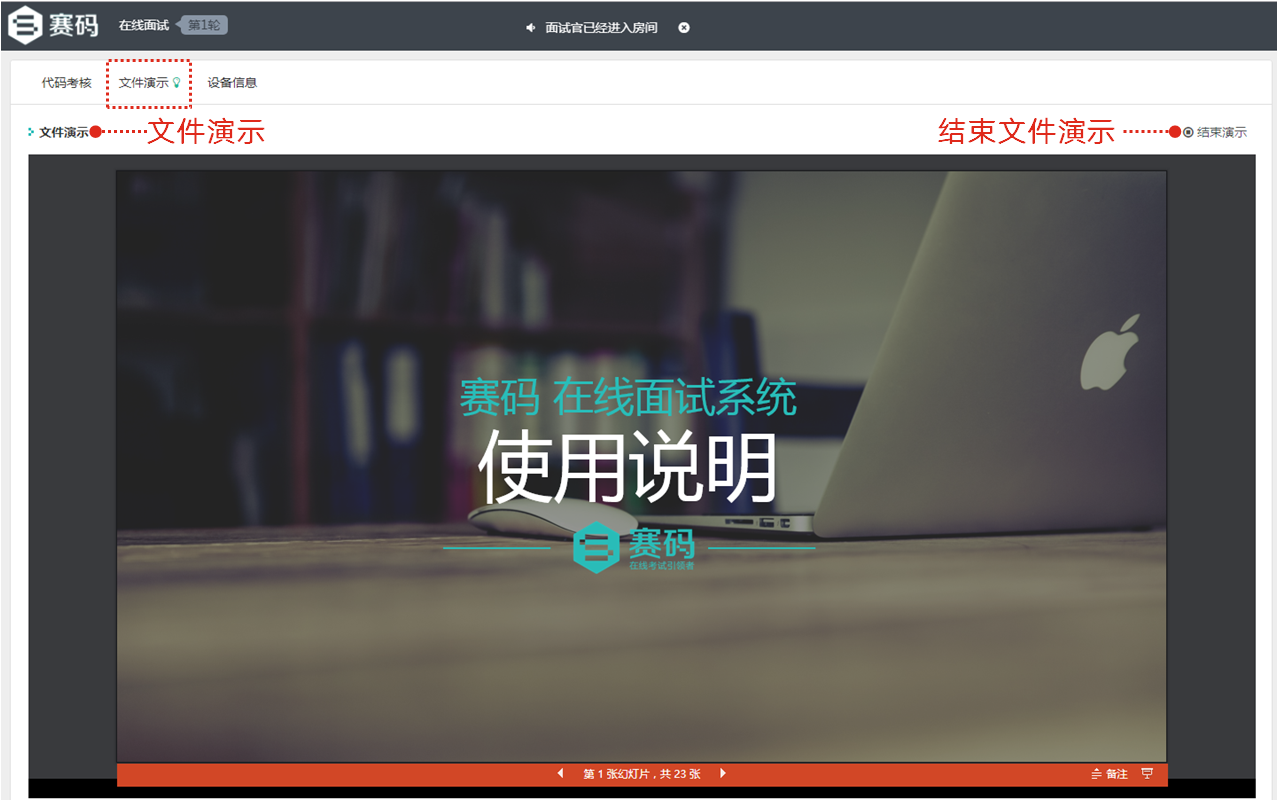 赛码 在线面试 第1轮 面试官已经进入房间
代码考核 文件演示 设备信息
文件演示 文件演示 结束文件演示 结束演示
赛码 在线面试系统
使用说明
赛码
在线考试引领者
第 1 张幻灯片，共 23 张 备注